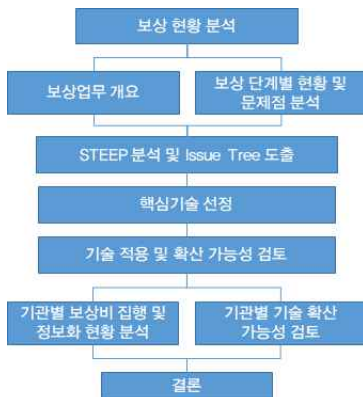 보상 현황 분석
보상업무 개요
보상 단계별 현황 및
문제점 분석
STEEP 분석 및 Issue Tree 도출
핵심기술 선정
기술 적용 및 확산 가능성 검토
기관별 보상비 집행 및
정보화 현황 분석
기관별 기술 확산
가능성 검토
결론